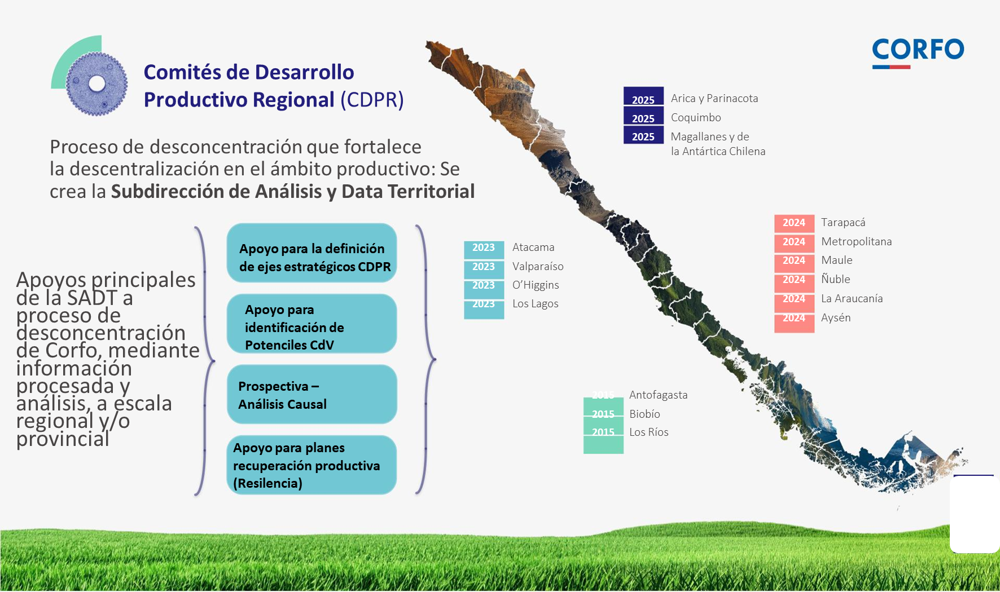 CORFO
Comités de Desarrollo
Productivo Regional (CDPR)
Proceso de desconcentración que fortalece
la descentralización en el ámbito productivo: Se
crea la Subdirección de Análisis y Data Territorial
Apoyos principales
de la SADT a
proceso de
desconcentración
de Corfo, mediante
información
procesada y
análisis, a escala
regional y/o
provincial
Apoyo para la definición
de ejes estratégicos CDPR
Apoyo para
identificación de
Potenciles CdV
Prospectiva –
Análisis Causal
Apoyo para planes
recuperación productiva
(Resilencia)
2023 Atacama
2023 Valparaíso
2023 O’Higgins
2023 Los Lagos
2025 Arica y Parinacota
2025 Coquimbo
2025 Magallanes y de
la Antártica Chilena
2024 Tarapacá
2024 Metropolitana
2024 Maule
2024 Ñuble
2024 La Araucanía
2024 Aysén
2015 Antofagasta
2015 Biobío
2015 Los Ríos